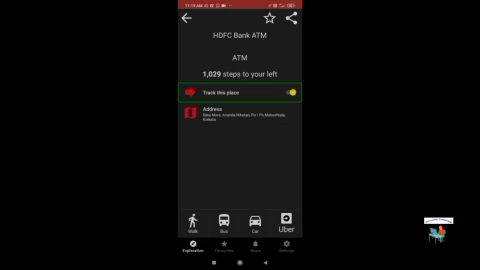 11:19 AM
HDFC Bank ATM
ATM
1,029 steps to your left
Track this place
Address
Kolkata
Walk
Bus
Car
Uber
Exploration
Favourites
Settings